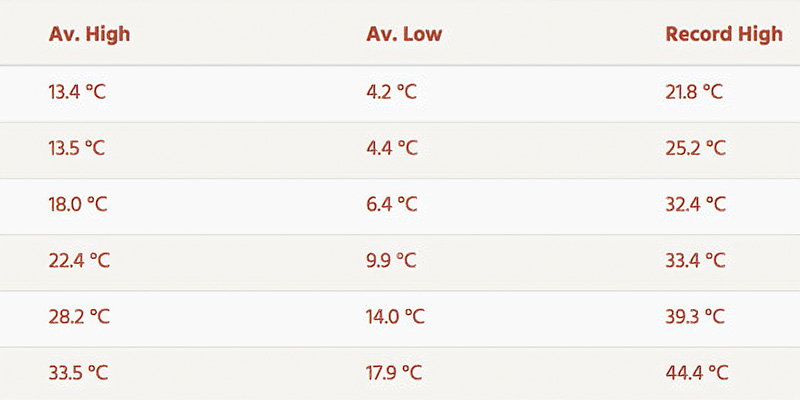 Av. High Av. Low Record High
13.4 °C 4.2 °C 21.8 °C
13.5 °C 4.4 °C 25.2 °C
18.0 °C 6.4 °C 32.4 °C
22.4 °C 9.9 °C 33.4 °C
28.2 °C 14.0 °C 39.3 °C
33.5 °C 17.9 °C 44.4 °C